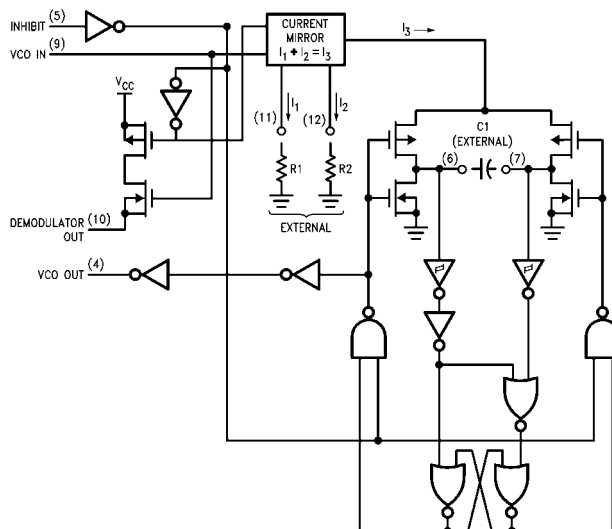 INHIBIT (5)
VCO IN (9)
CURRENT
MIRROR
I1 + I2 = I3
I3
VCC
(11) I1
(12) I2
R1
R2
EXTERNAL
C1
(EXTERNAL)
(6)
(7)
DEMODULATOR (10)
OUT
VCO OUT (4)